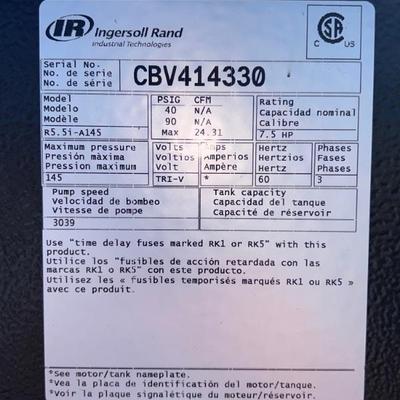 IR Ingersoll Rand
Industrial Technologies
C SA US
Serial No.
No. de serie
No. de série
CBV414330
Model
Modelo
Modèle
R5.5i-A145
PSIG CFM
40 N/A
90 N/A
Max 24.31
Rating
Capacidad nominal
Calibre
7.5 HP
Maximum pressure
Presión màxima
Pression maximum
145
Volts
Voltios
Volt
TRI-V
Amps
Amperios
Ampère
*
Hertz
Hertzios
Hertz
60
Phases
Fases
Phases
3
Pump speed
Velocidad de bombeo
Vitesse de pompe
3039
Tank capacity
Capacidad del tanque
Capacité de réservoir
Use "time delay fuses marked RK1 or RK5" with this
product.
Utilice los "fusibles de acción retardada con las
marcas RK1 o RK5" con este producto.
Utilisez les « fusibles temporisés marqués RK1 ou RK5 »
avec ce produit.
*See motor/tank nameplate.
*Vea la placa de identificación del motor/tanque.
*Voir la plaque signalétique du moteur/réservoir.